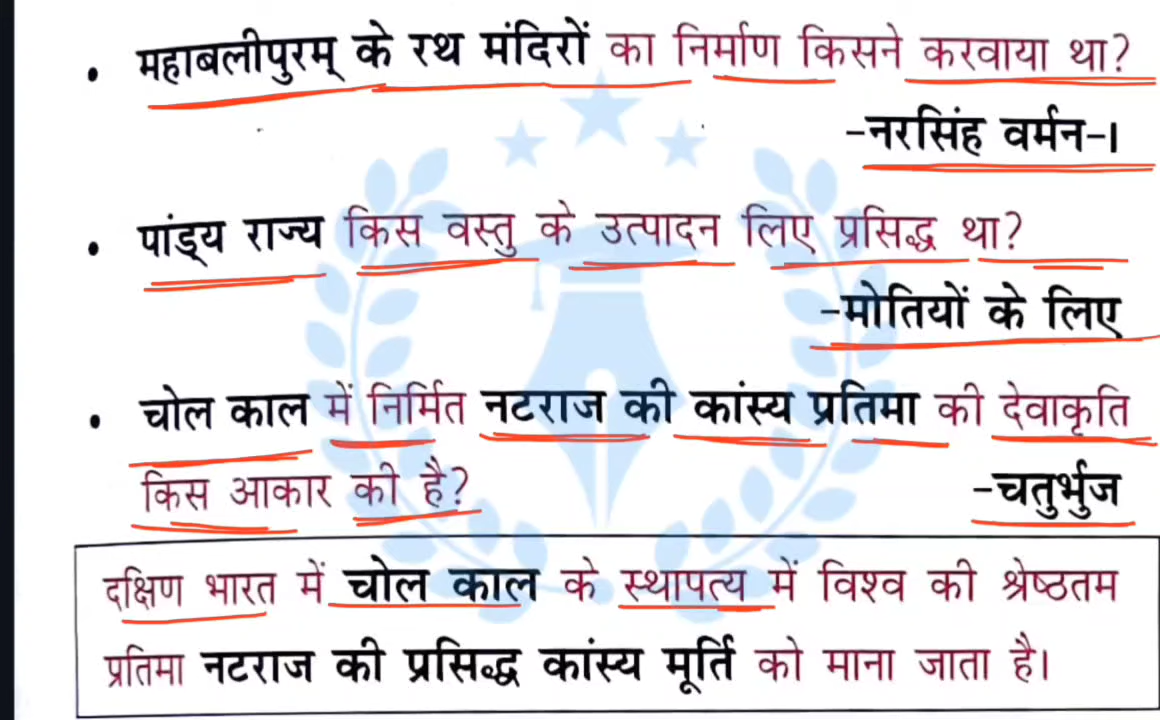 • महाबलीपुरम् के रथ मंदिरों का निर्माण किसने करवाया था?
-नरसिंह वर्मन-I
• पांड्य राज्य किस वस्तु के उत्पादन लिए प्रसिद्ध था?
-मोतियों के लिए
• चोल काल में निर्मित नटराज की कांस्य प्रतिमा की देवाकृति
किस आकार की है? -चतुर्भुज
दक्षिण भारत में चोल काल के स्थापत्य में विश्व की श्रेष्ठतम
प्रतिमा नटराज की प्रसिद्ध कांस्य मूर्ति को माना जाता है।